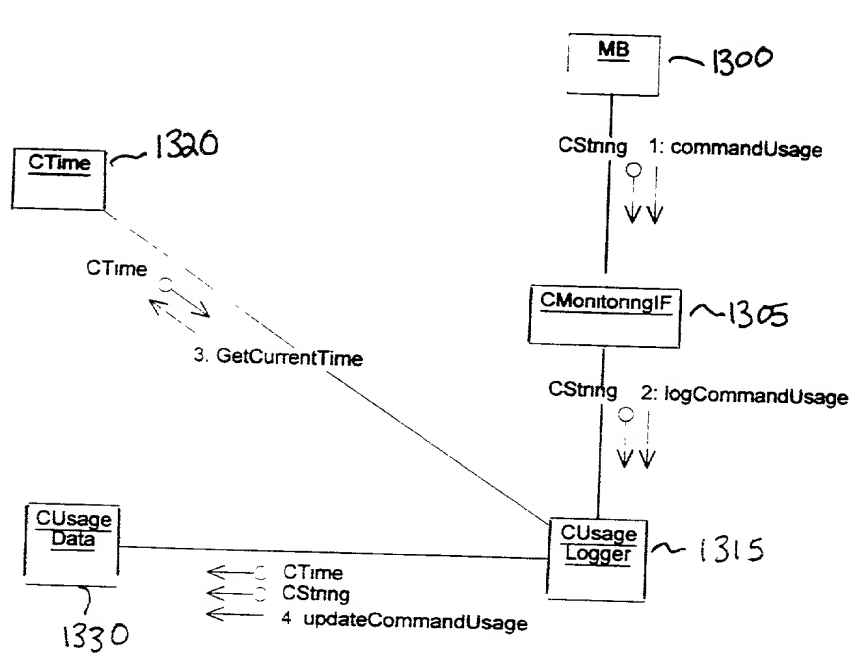 MB
1300
CString 1: commandUsage
CTime
1320
CTime
3. GetCurrentTime
CMonitoringIF
1305
CString 2: logCommandUsage
CUsage
Data
1330
CUsage
Logger
1315
CTime
CString
4 updateCommandUsage